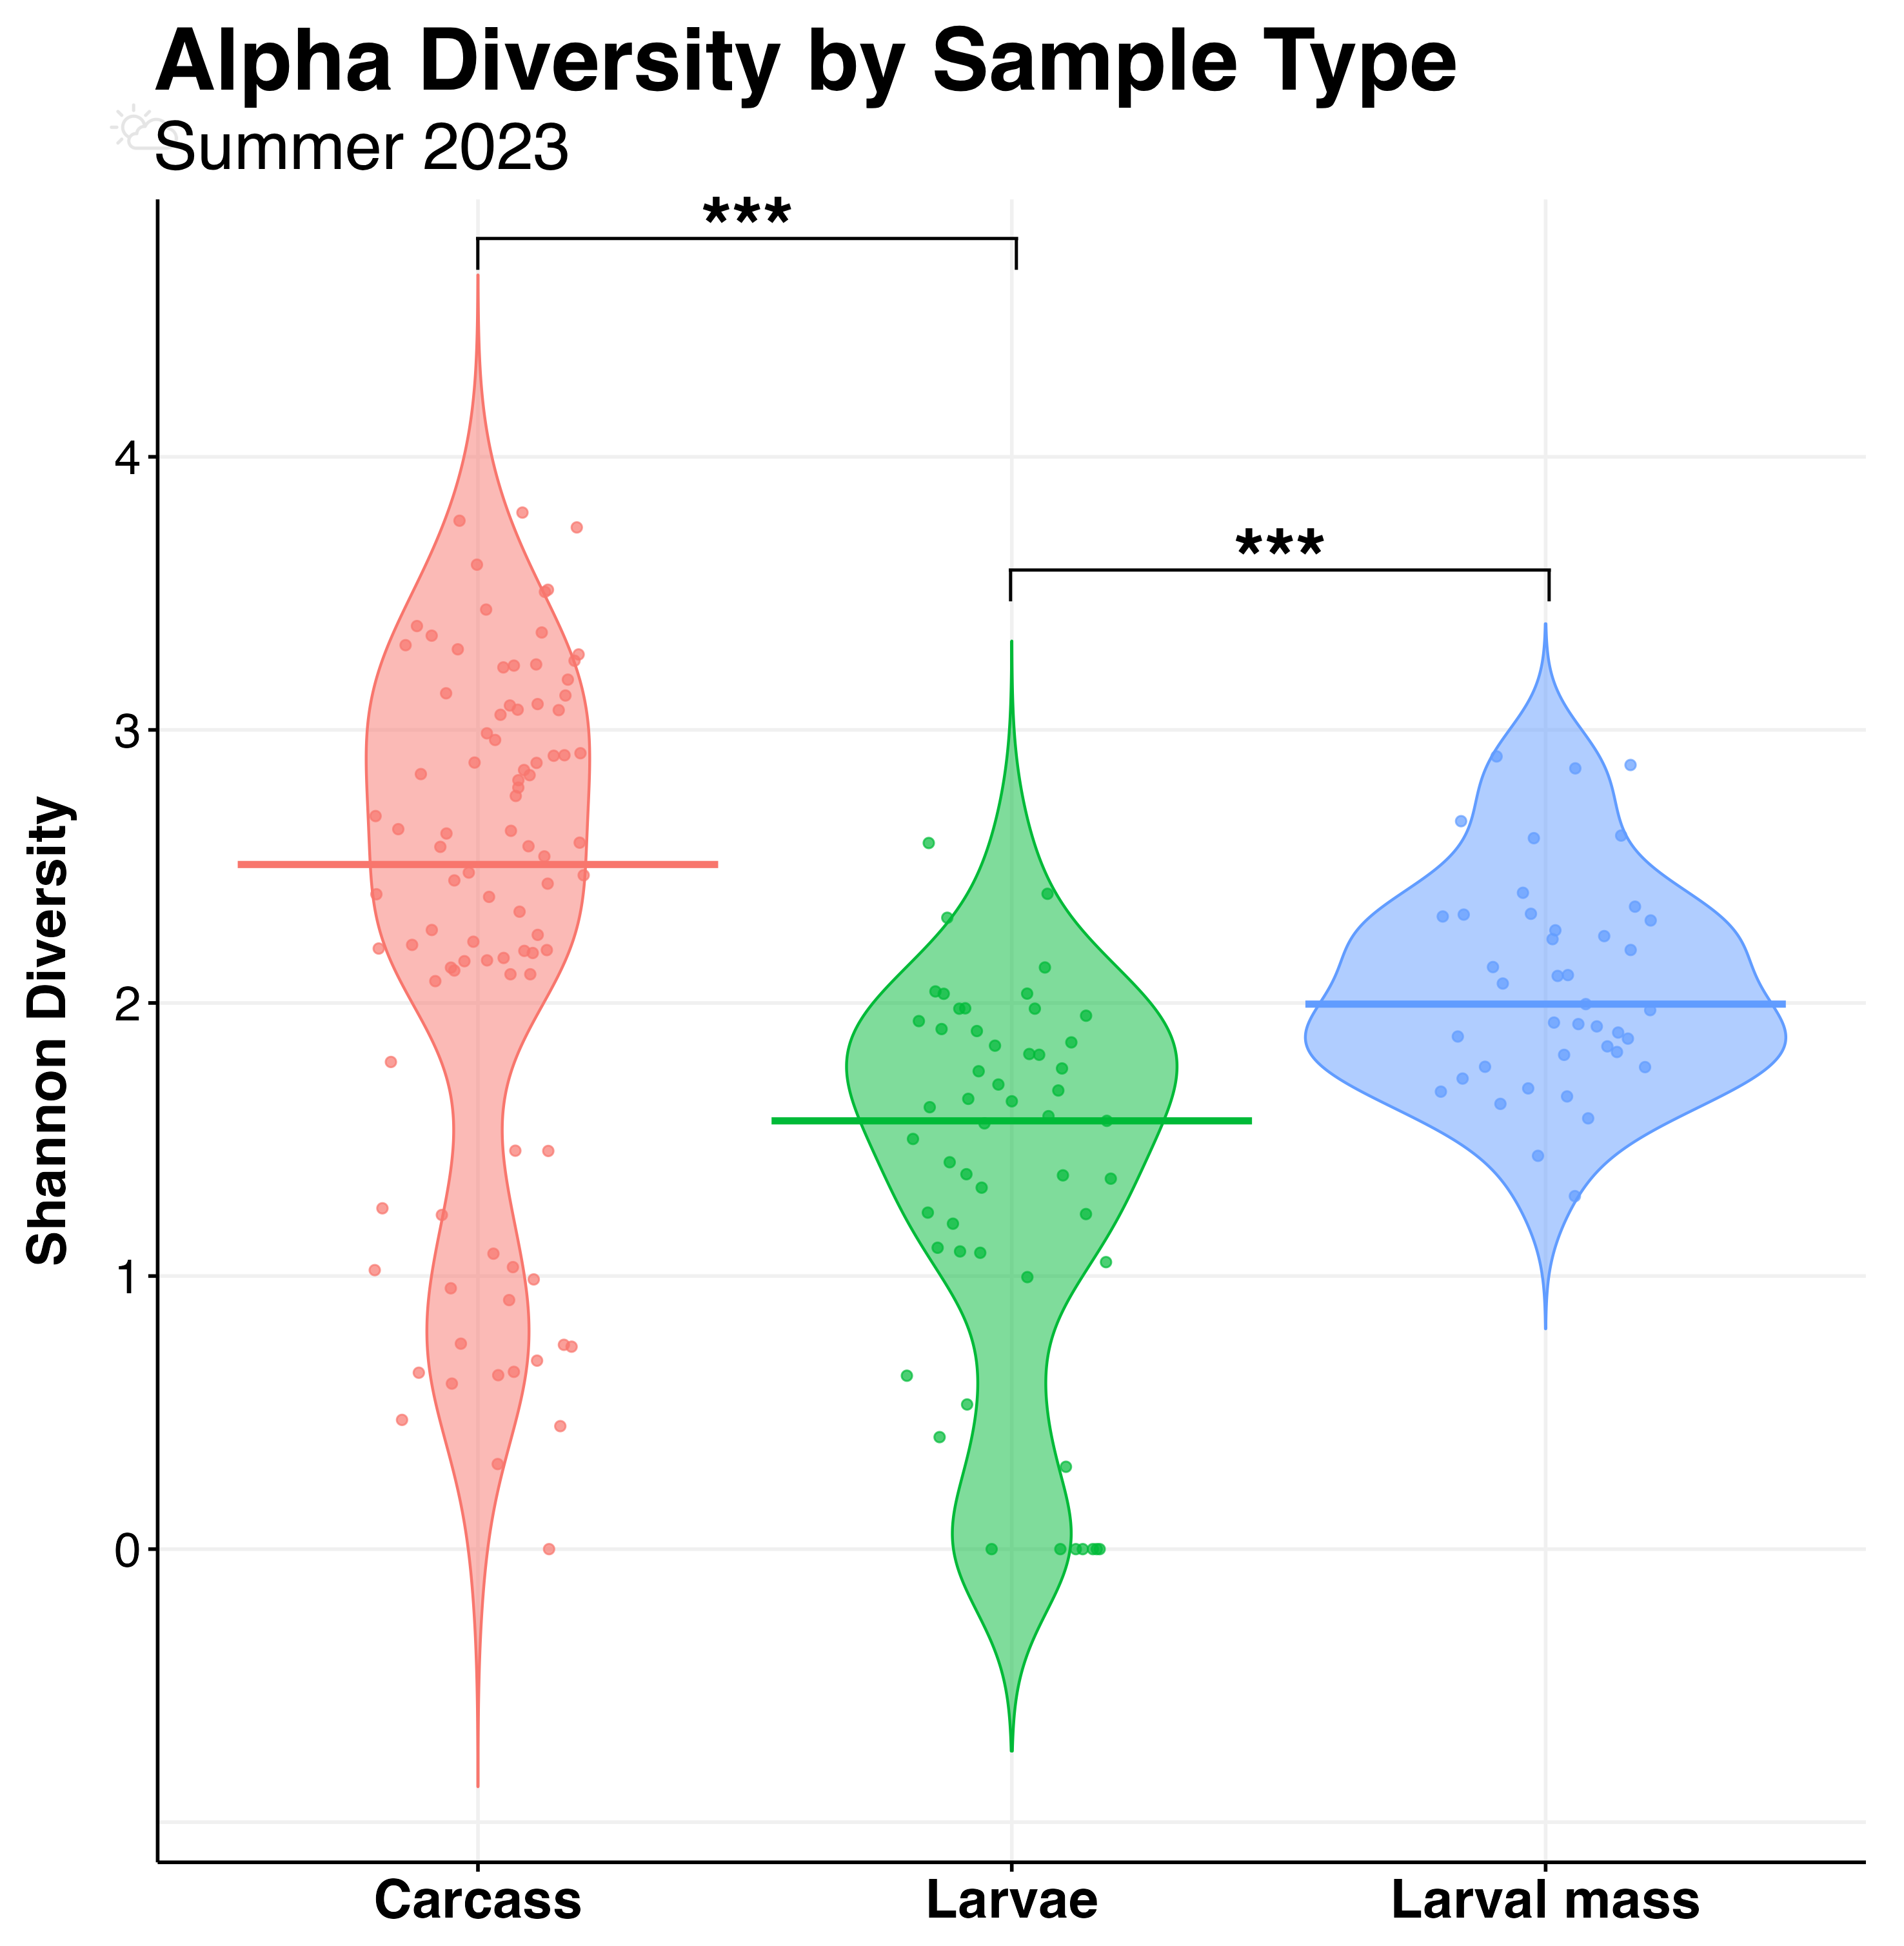 Alpha Diversity by Sample Type
Summer 2023
***
***
4
3
2
1
0
Shannon Diversity
Carcass
Larvae
Larval mass